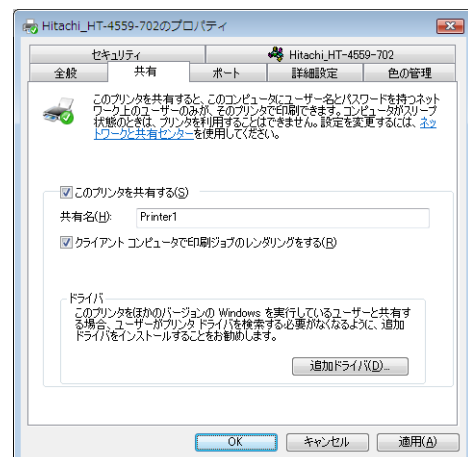 Hitachi_HT-4559-702のプロパティ
セキュリティ
Hitachi_HT-4559-702
全般
共有
ポート
詳細設定
色の管理
このプリンタを共有すると、このコンピュータにユーザー名とパスワードを持つネット
ワーク上のユーザーのみが、そのプリンタで印刷できます。コンピュータがスリープ
状態のときは、プリンタを利用することはできません。設定を変更するには、ネッ
トワークと共有センターを使用してください。
このプリンタを共有する(S)
共有名(H):
Printer1
クライアント コンピュータで印刷ジョブのレンダリングをする(R)
ドライバ
このプリンタをほかのバージョンの Windows を実行しているユーザーと共有す
る場合、ユーザーがプリンタ ドライバを検索する必要がなくなるように、追加
ドライバをインストールすることをお勧めします。
追加ドライバ(D)...
OK
キャンセル
適用(A)